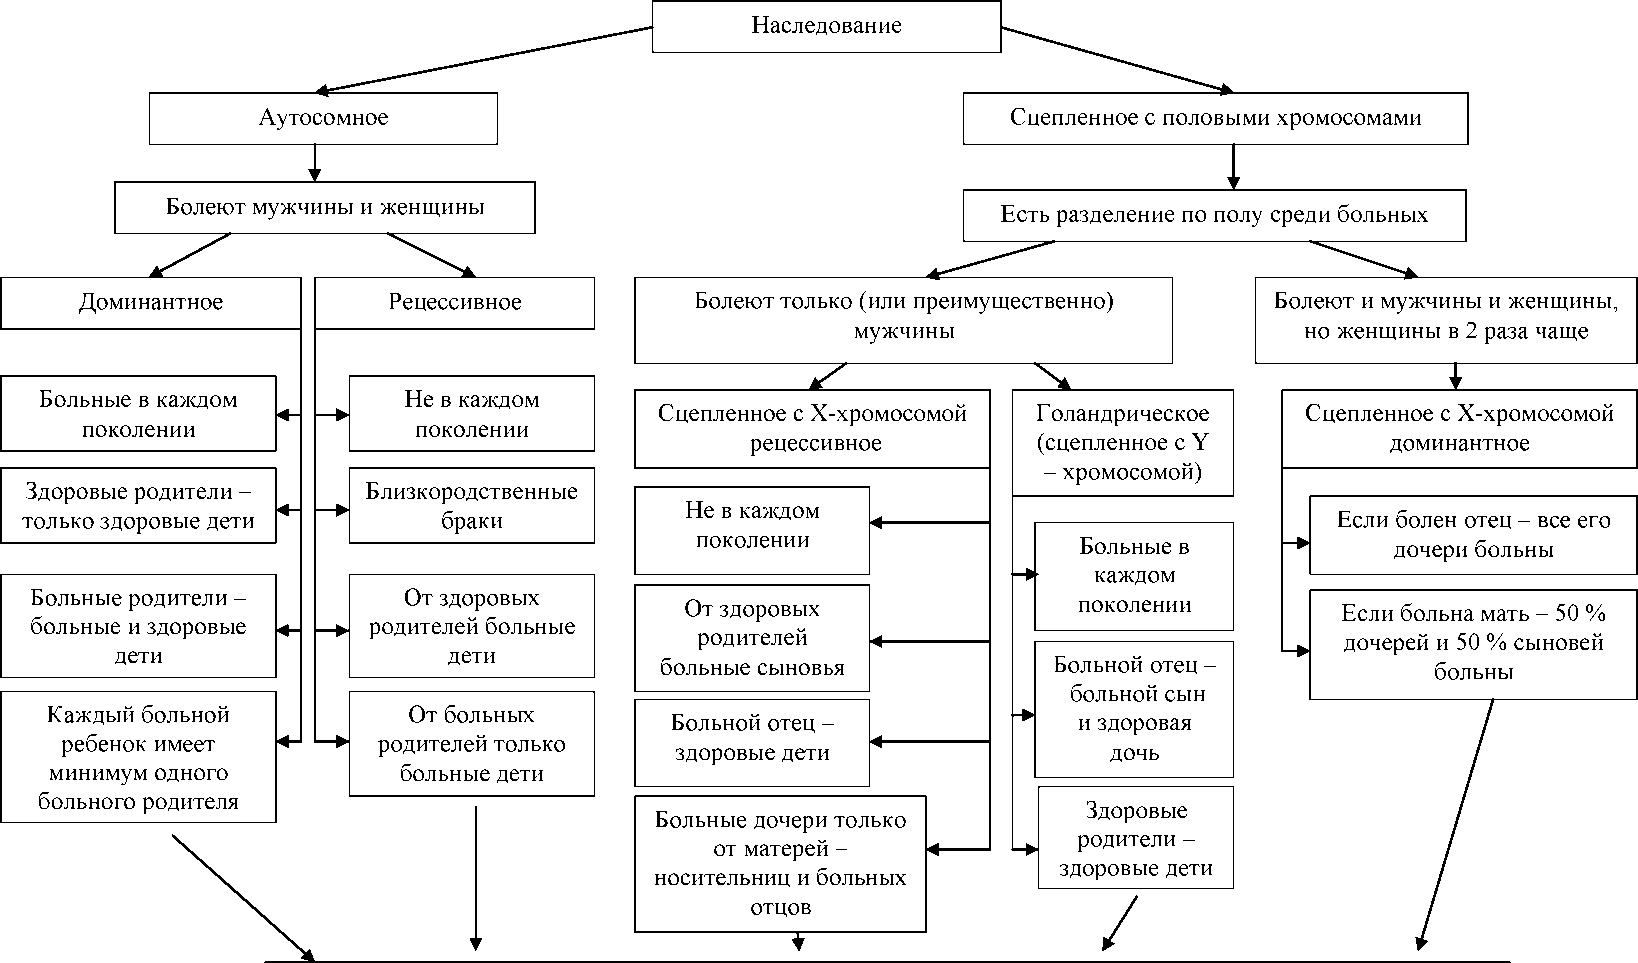 Наследование
Аутосомное
Сцепленное с половыми хромосомами
Болеют мужчины и женщины
Есть разделение по полу среди больных
Доминантное
Рецессивное
Болеют только (или преимущественно)
мужчины
Болеют и мужчины и женщины,
но женщины в 2 раза чаще
Больные в каждом
поколении
Здоровые родители –
только здоровые дети
Больные родители –
больные и здоровые
дети
Каждый больной
ребенок имеет
минимум одного
больного родителя
Не в каждом
поколении
Близкородственные
браки
От здоровых
родителей больные
дети
От больных
родителей только
больные дети
Сцепленное с Х-хромосомой
рецессивное
Не в каждом
поколении
От здоровых
родителей
больные сыновья
Больной отец –
здоровые дети
Больные дочери только
от матерей –
носительниц и больных
отцов
Голандрическое
(сцепленное с Y
– хромосомой)
Больные в
каждом
поколении
Больной отец –
больной сын
и здоровая
дочь
Здоровые
родители –
здоровые дети
Сцепленное с Х-хромосомой
доминантное
Если болен отец – все его
дочери больны
Если больна мать – 50 %
дочерей и 50 % сыновей
больны